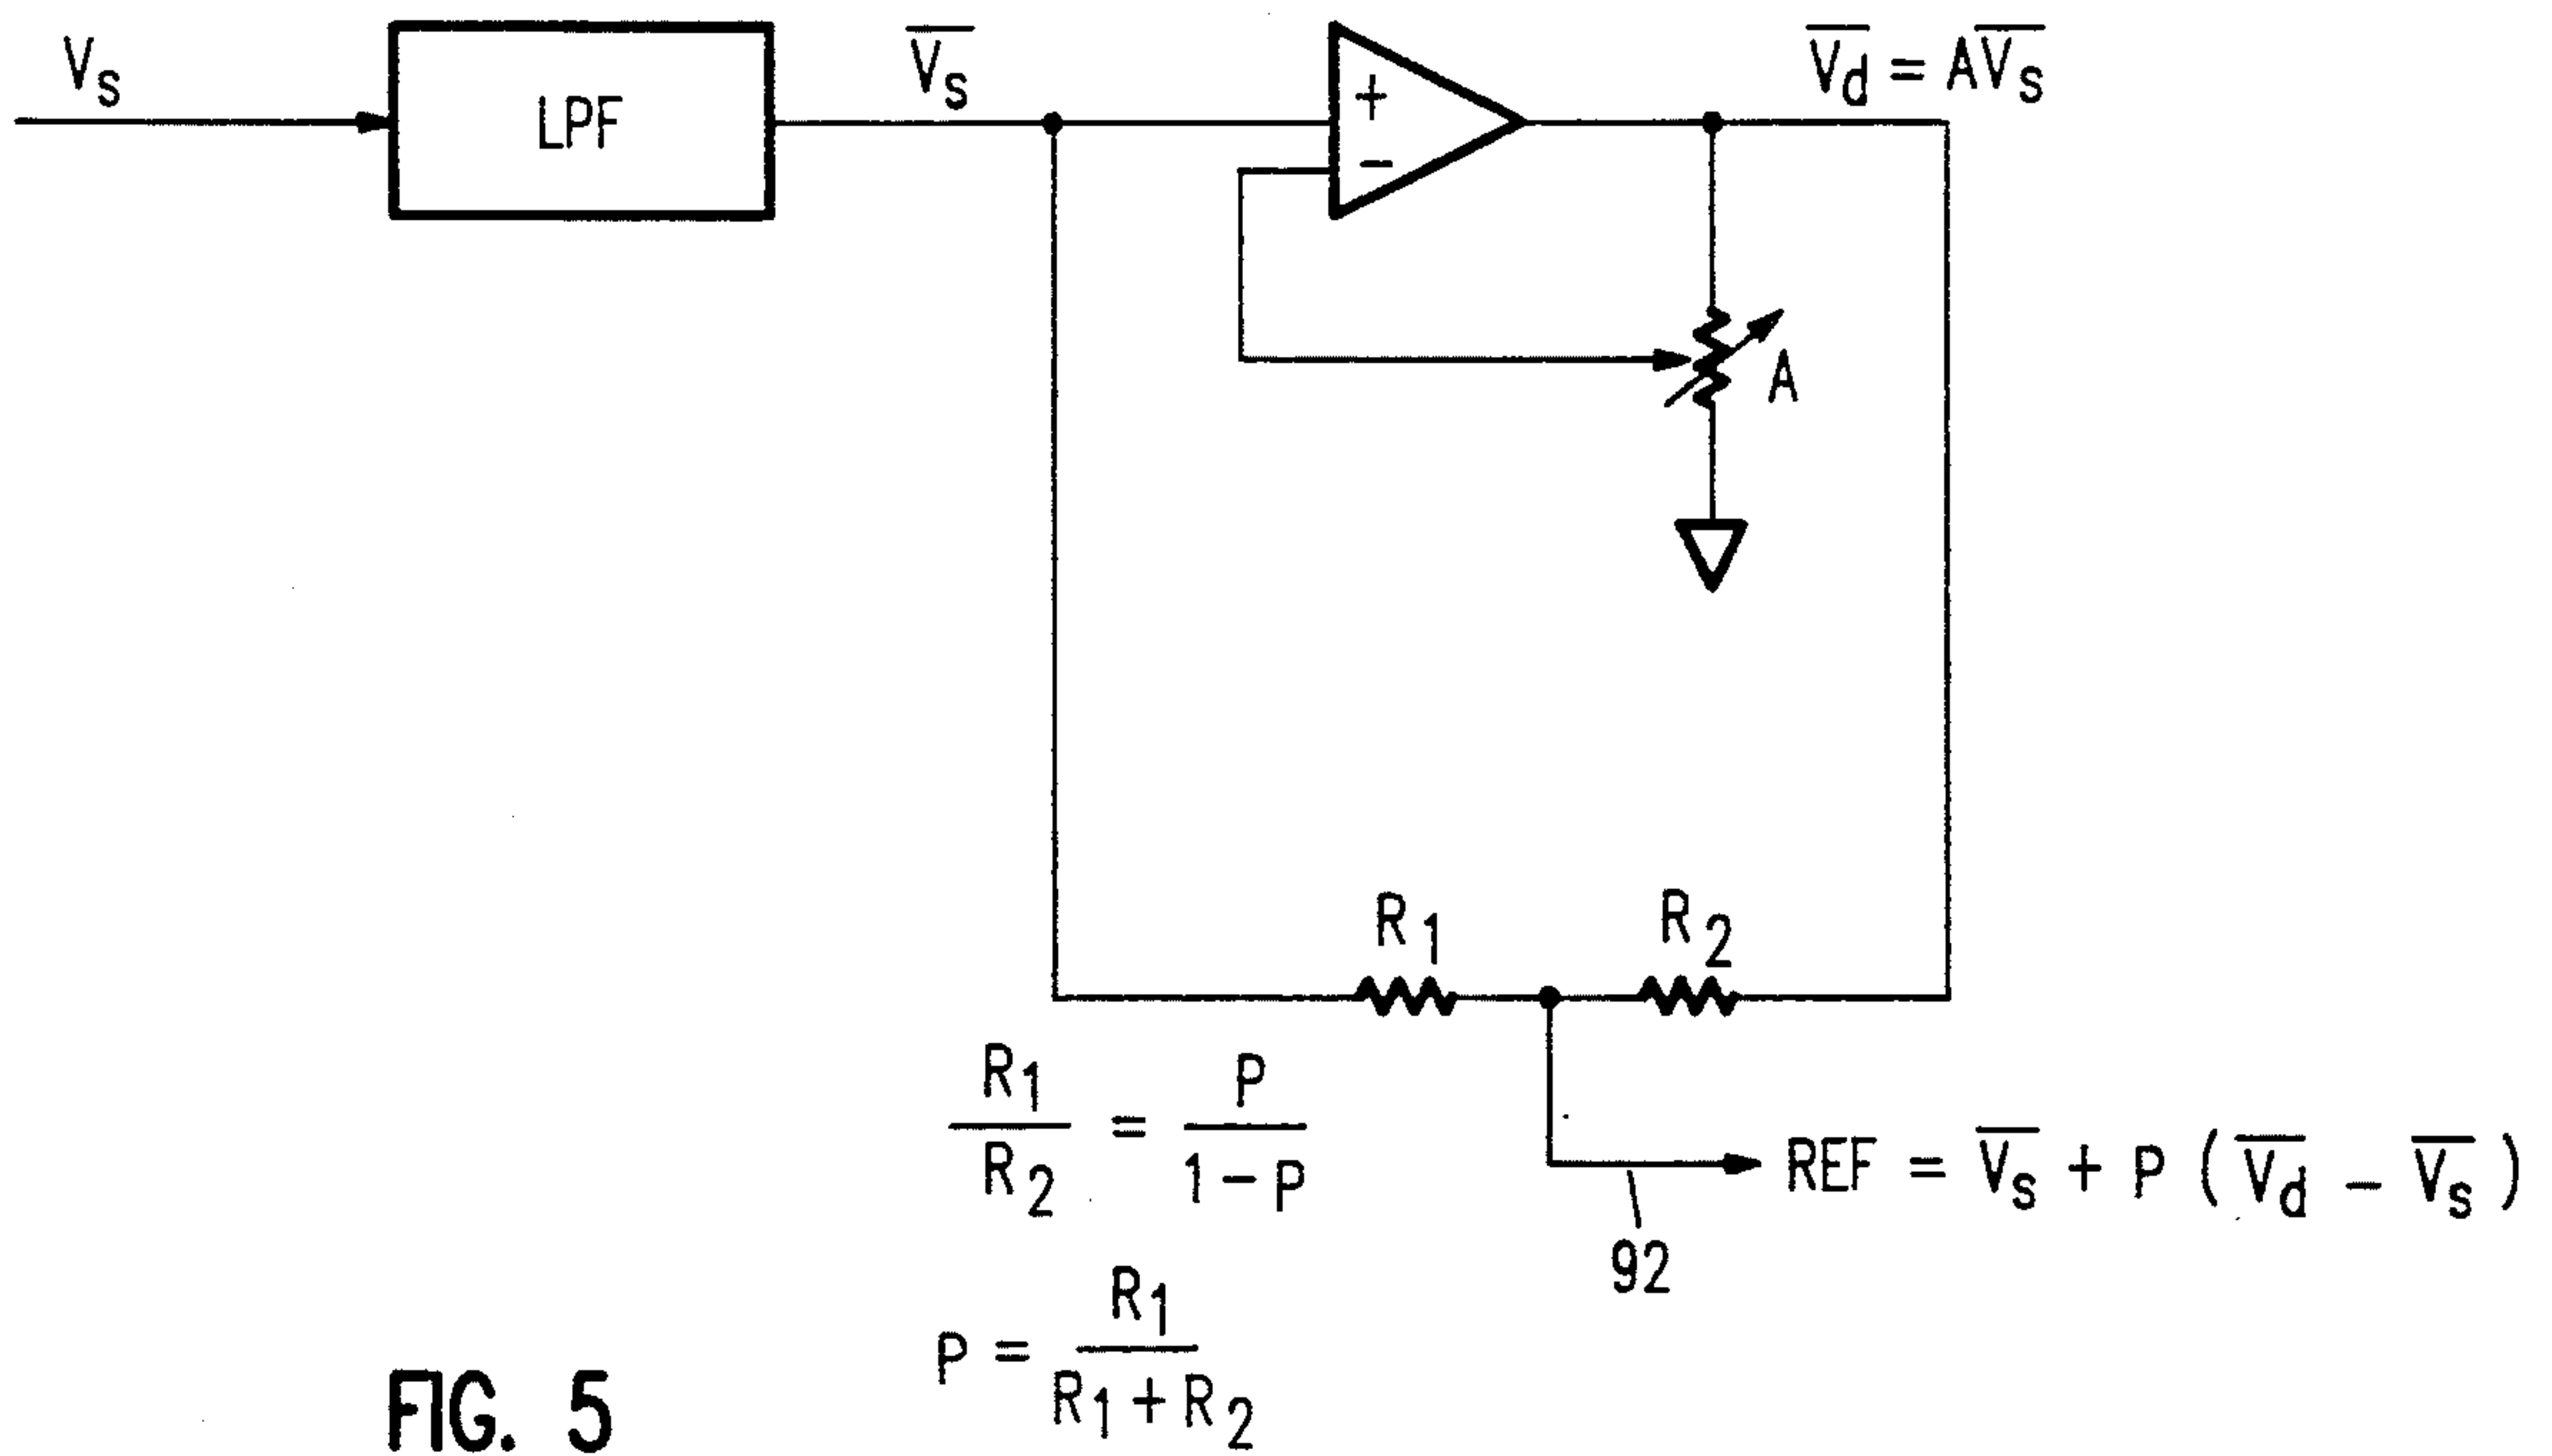 Vs
LPF
V̅s̅
+
−
V̅d̅ = AV̅s̅
A
R1
R2
R1/R2 = P/1−P
REF = V̅s̅ + P (V̅d̅ − V̅s̅)
92
P = R1/R1+R2
FIG. 5